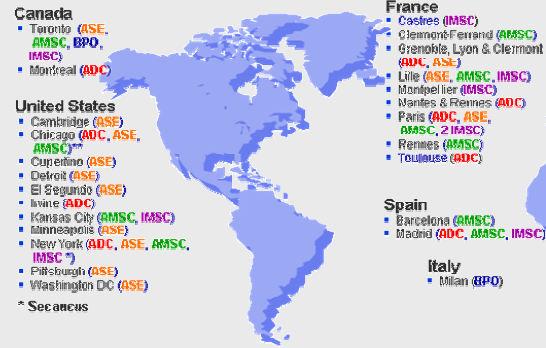 Canada
Toronto (ASE,
AMSC, BPO,
IMSC)
Montreal (ADC)
United States
Cambridge (ASE)
Chicago (ADC, ASE,
AMSC)**
Cupertino (ASE)
Detroit (ASE)
El Segundo (ASE)
Irvine (ADC)
Kansas City (AMSC, IMSC)
Minneapolis (ASE)
New York (ADC, ASE, AMSC,
IMSC *)
Pittsburgh (ASE)
Washington DC (ASE)
* Secaucus
France
Castres (IMSC)
Clermont-Ferrand (AMSC)
Grenoble, Lyon & Clermont
(ADC, ASE)
Lille (ASE, AMSC, IMSC)
Montpellier (IMSC)
Nantes & Rennes (ADC)
Paris (ADC, ASE,
AMSC, 2 IMSC)
Rennes (AMSC)
Toulouse (ADC)
Spain
Barcelona (AMSC)
Madrid (ADC, AMSC, IMSC)
Italy
Milan (BPO)